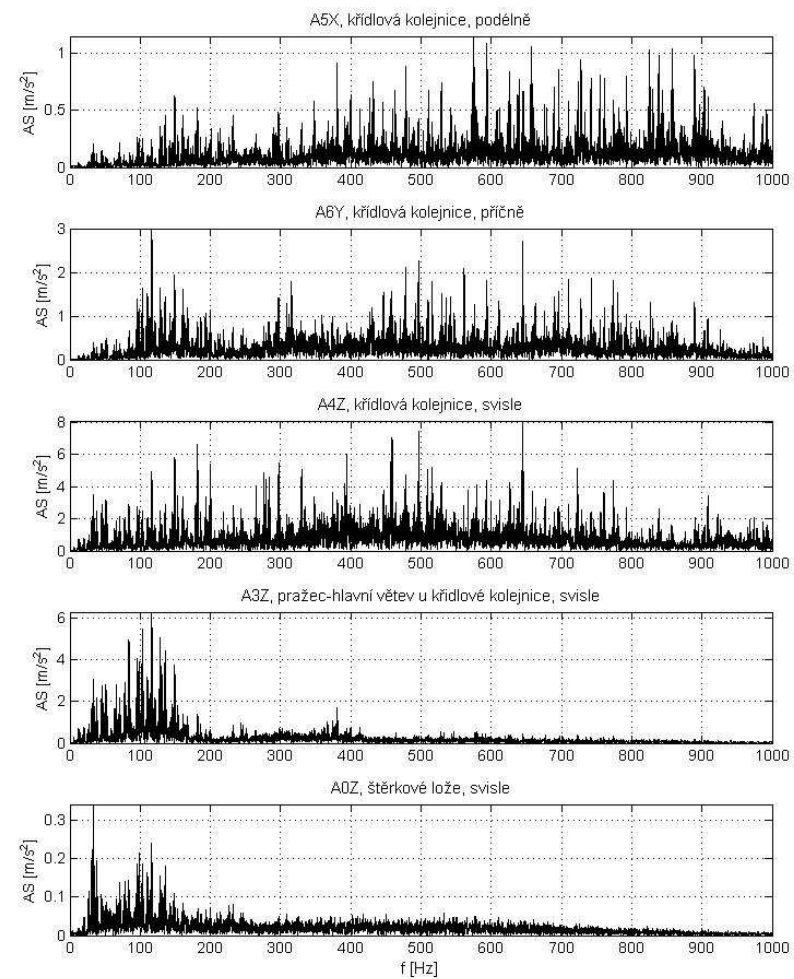 A5X, křídlová kolejnice, podélně
AS [m/s²]
1
0.5
0
0 100 200 300 400 500 600 700 800 900 1000
A6Y, křídlová kolejnice, příčně
AS [m/s²]
3
2
1
0
0 100 200 300 400 500 600 700 800 900 1000
A4Z, křídlová kolejnice, svisle
AS [m/s²]
8
6
4
2
0
0 100 200 300 400 500 600 700 800 900 1000
A3Z, pražec-hlavní větev u křidlové kolejnice, svisle
AS [m/s²]
6
4
2
0
0 100 200 300 400 500 600 700 800 900 1000
A0Z, štěrkové lože, svisle
AS [m/s²]
0.3
0.2
0.1
0
0 100 200 300 400 500 600 700 800 900 1000
f [Hz]